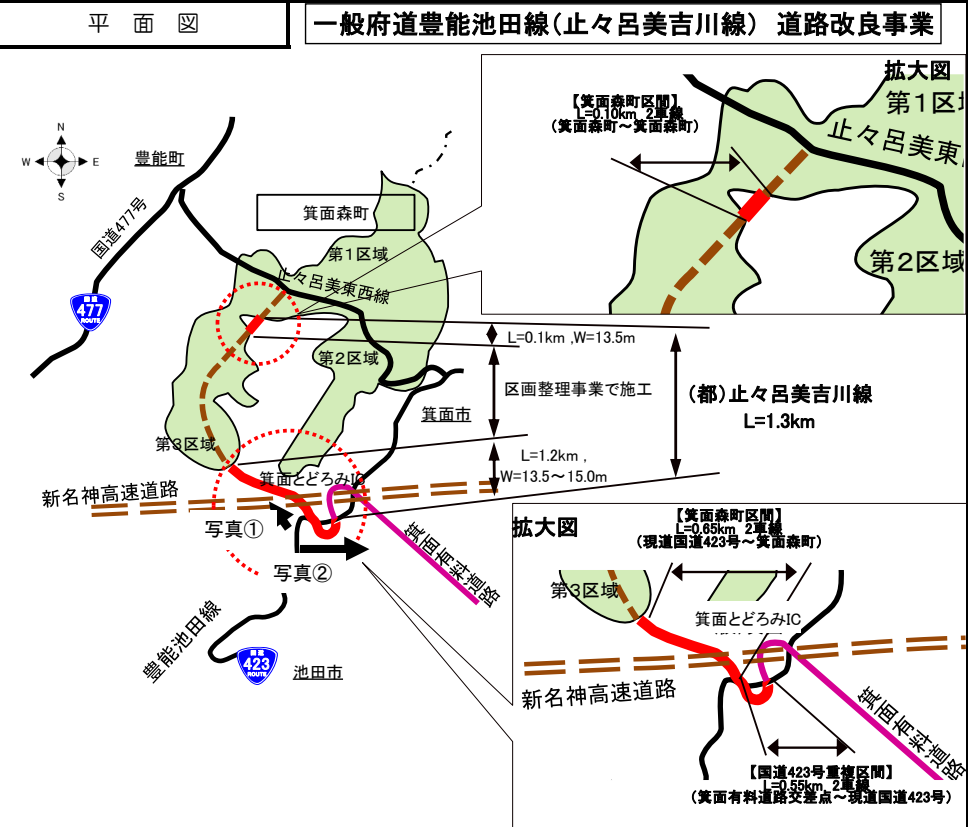 平面図
一般府道豊能池田線(止々呂美吉川線) 道路改良事業
拡大図
【箕面森町区間】
L=0.10km 2車線
(箕面森町～箕面森町)
第1区域
止々呂美東
第2区域
N
W
E
S
豊能町
国道477号
国道
477
ROUTE
箕面森町
第1区域
止々呂美東西線
第2区域
第3区域
箕面市
L=0.1km ,W=13.5m
区画整理事業で施工
L=1.2km ,
W=13.5～15.0m
(都)止々呂美吉川線
L=1.3km
箕面とどろみIC
新名神高速道路
写真①
写真②
箕面有料道路
豊能池田線
国道
423
ROUTE
池田市
拡大図
【箕面森町区間】
L=0.65km 2車線
(現道国道423号～箕面森町)
第3区域
箕面とどろみIC
新名神高速道路
箕面有料道路
【国道423号重複区間】
L=0.55km 2車線
(箕面有料道路交差点～現道国道423号)